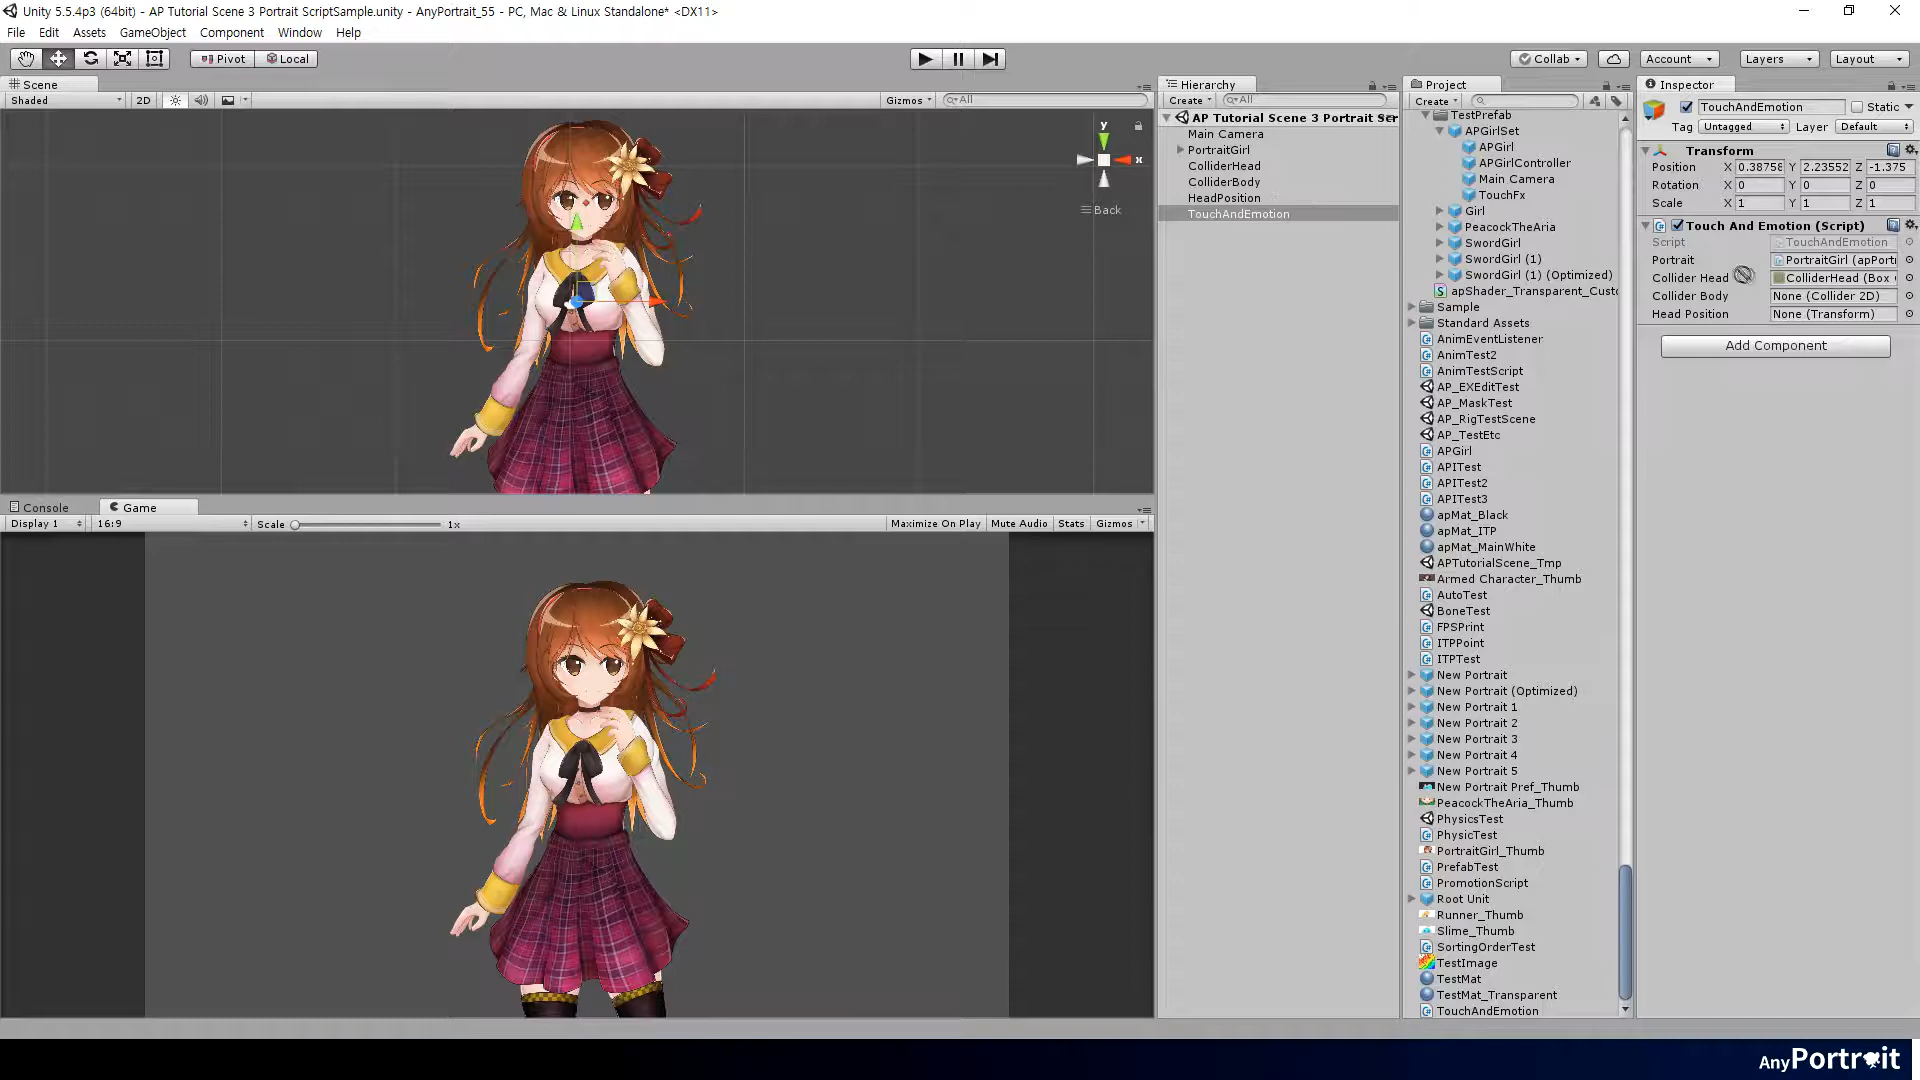 Unity 5.5.4p3 (64bit) - AP Tutorial Scene 3 Portrait ScriptSample.unity - AnyPortrait_55 - PC, Mac & Linux Standalone* <DX11>
File Edit Assets GameObject Component Window Help
Pivot Local Collab Account Layers Layout
Scene
Shaded 2D Gizmos All
y
x
Back
Console Game
Display 1 16:9 Scale 1x Maximize On Play Mute Audio Stats Gizmos
Hierarchy
Create All
AP Tutorial Scene 3 Portrait Scr
Main Camera
PortraitGirl
ColliderHead
ColliderBody
HeadPosition
TouchAndEmotion
Project
Create
TestPrefab
APGirlSet
APGirl
APGirlController
Main Camera
TouchFx
Girl
PeacockTheAria
SwordGirl
SwordGirl (1)
SwordGirl (1) (Optimized)
apShader_Transparent_Custo
Sample
Standard Assets
AnimEventListener
AnimTest2
AnimTestScript
AP_EXEditTest
AP_MaskTest
AP_RigTestScene
AP_TestEtc
APGirl
APITest
APITest2
APITest3
apMat_Black
apMat_ITP
apMat_MainWhite
APTutorialScene_Tmp
Armed Character_Thumb
AutoTest
BoneTest
FPSPrint
ITPPoint
ITPTest
New Portrait
New Portrait (Optimized)
New Portrait 1
New Portrait 2
New Portrait 3
New Portrait 4
New Portrait 5
New Portrait Pref_Thumb
PeacockTheAria_Thumb
PhysicsTest
PhysicTest
PortraitGirl_Thumb
PrefabTest
PromotionScript
Root Unit
Runner_Thumb
Slime_Thumb
SortingOrderTest
TestImage
TestMat
TestMat_Transparent
TouchAndEmotion
Inspector
TouchAndEmotion Static
Tag Untagged Layer Default
Transform
Position X 0.38758 Y 2.23552 Z -1.375
Rotation X 0 Y 0 Z 0
Scale X 1 Y 1 Z 1
Touch And Emotion (Script)
Script TouchAndEmotion
Portrait PortraitGirl (apPortr
Collider Head ColliderHead (Box
Collider Body None (Collider 2D)
Head Position None (Transform)
Add Component
AnyPortrait